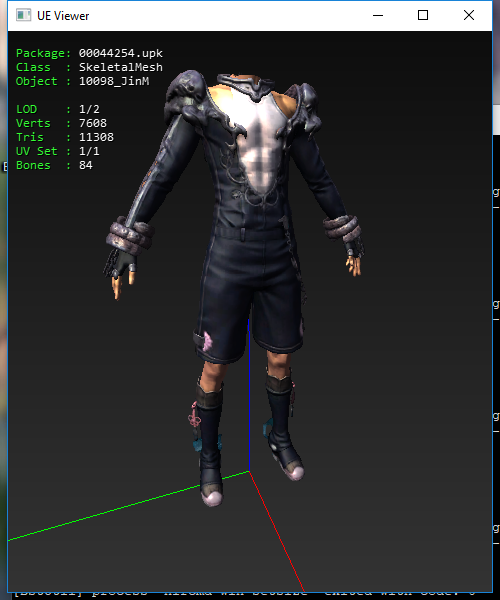 UE Viewer
Package: 00044254.upk
Class : SkeletalMesh
Object : 10098_JinM
LOD : 1/2
Verts : 7608
Tris : 11308
UV Set : 1/1
Bones : 84